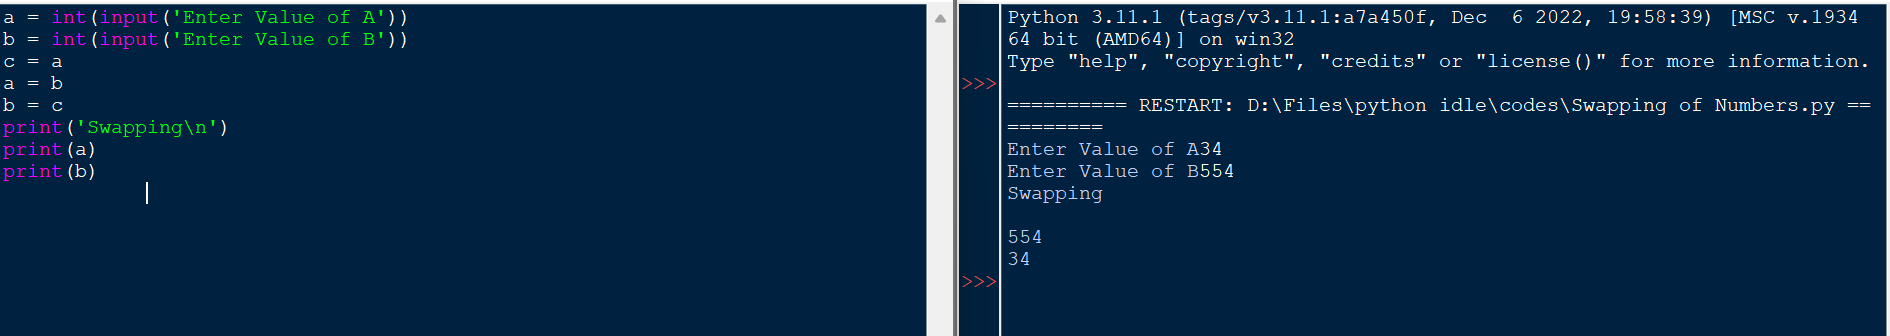 a = int(input('Enter Value of A'))
b = int(input('Enter Value of B'))
c = a
a = b
b = c
print('Swapping\n')
print(a)
print(b)
Python 3.11.1 (tags/v3.11.1:a7a450f, Dec  6 2022, 19:58:39) [MSC v.1934
64 bit (AMD64)] on win32
Type "help", "copyright", "credits" or "license()" for more information.
>>>
========== RESTART: D:\Files\python idle\codes\Swapping of Numbers.py ==
========
Enter Value of A34
Enter Value of B554
Swapping

554
34
>>>